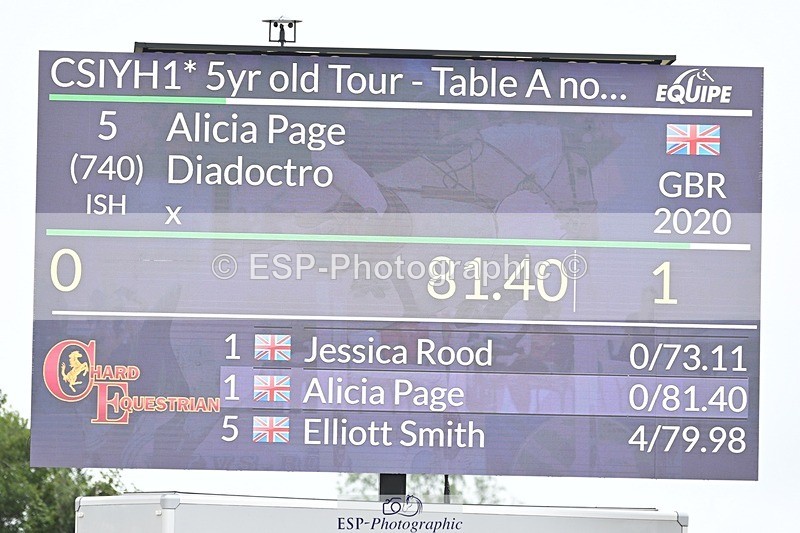 CSIYH1* 5yr old Tour - Table A no...
EQUIPE
5 Alicia Page
(740) Diadoctro GBR
ISH x 2020
© ESP-Photographic ©
0 81.40 1
CHARD EQUESTRIAN
1 Jessica Rood 0/73.11
1 Alicia Page 0/81.40
5 Elliott Smith 4/79.98
ESP-Photographic